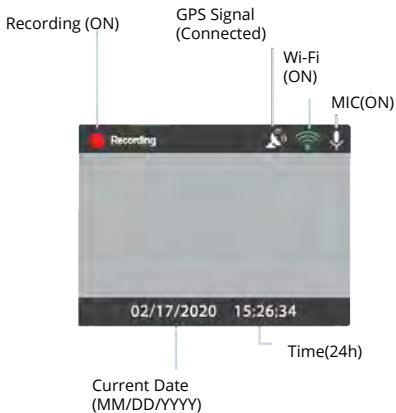 GPS Signal
(Connected)
Recording (ON)
Wi-Fi
(ON)
MIC(ON)
Recording
02/17/2020 15:26:34
Time(24h)
Current Date
(MM/DD/YYYY)